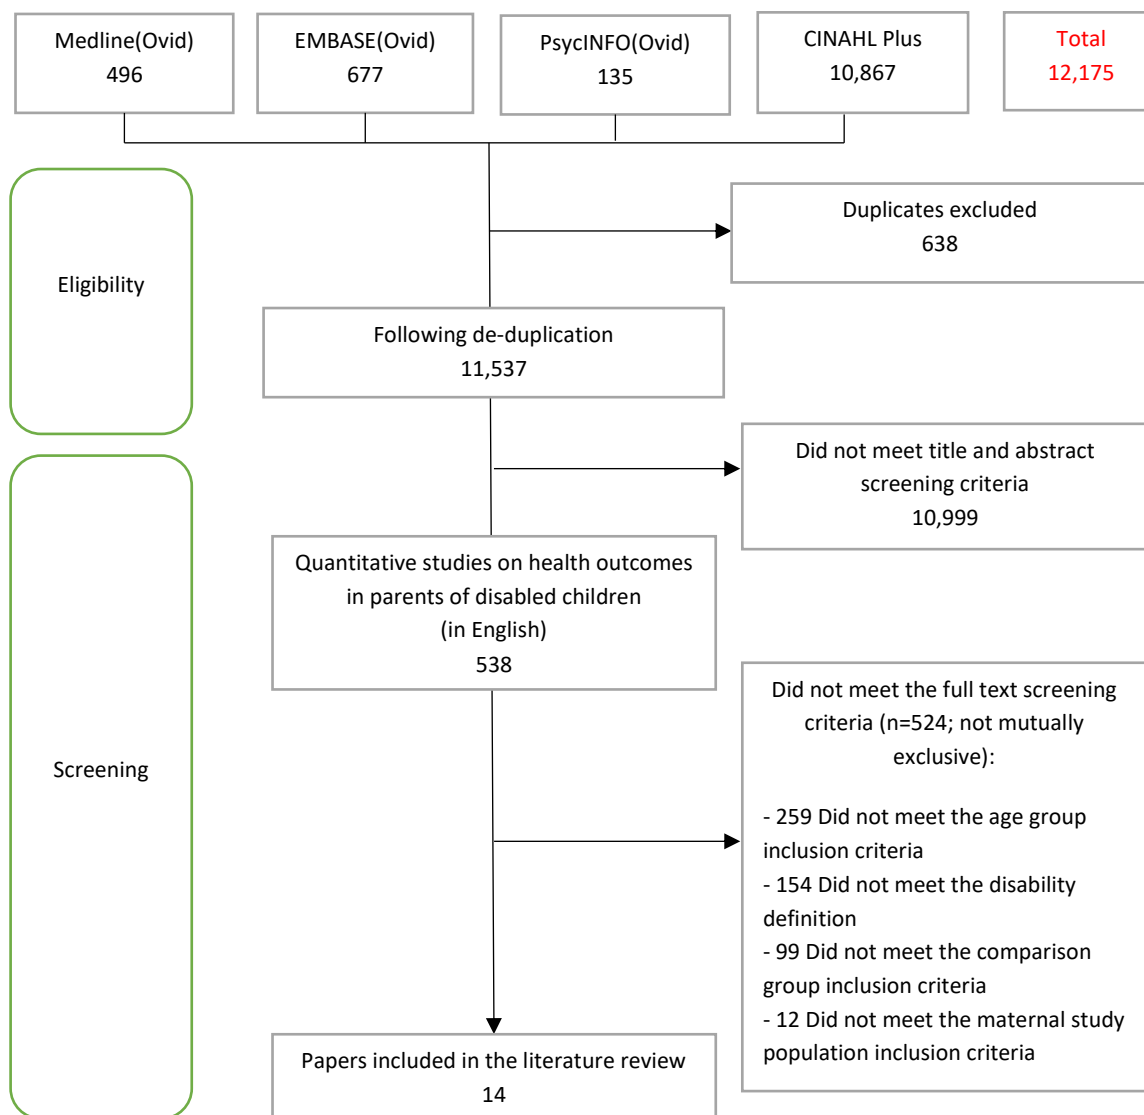 Medline(Ovid)
496
EMBASE(Ovid)
677
PsycINFO(Ovid)
135
CINAHL Plus
10,867
Total
12,175
Duplicates excluded
638
Eligibility
Following de-duplication
11,537
Did not meet title and abstract
screening criteria
10,999
Quantitative studies on health outcomes
in parents of disabled children
(in English)
538
Screening
Did not meet the full text screening
criteria (n=524; not mutually
exclusive):
- 259 Did not meet the age group
inclusion criteria
- 154 Did not meet the disability
definition
- 99 Did not meet the comparison
group inclusion criteria
- 12 Did not meet the maternal study
population inclusion criteria
Papers included in the literature review
14